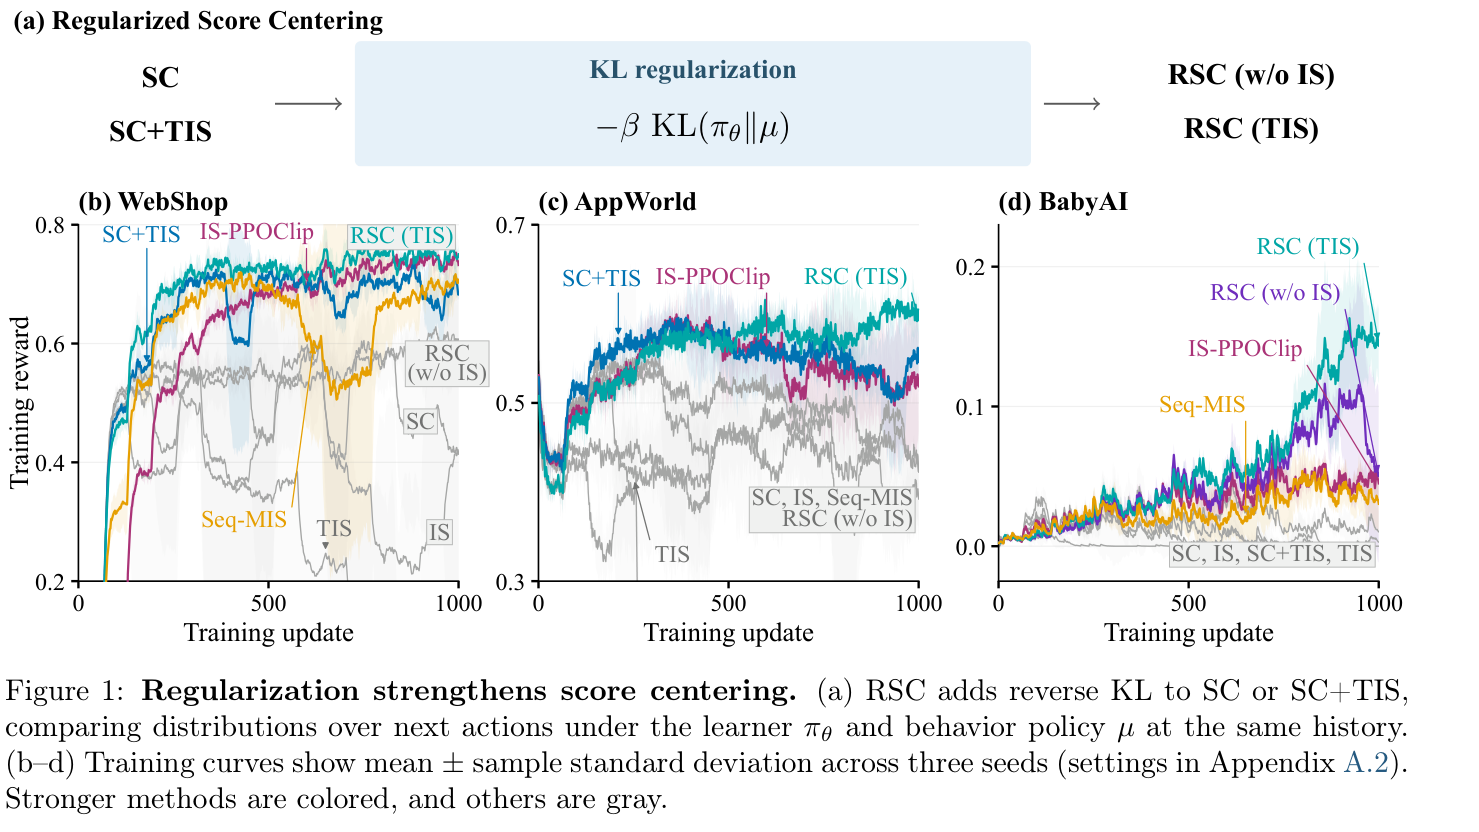 (a) Regularized Score Centering
SC
SC+TIS
KL regularization
−β KL(πθ∥μ)
RSC (w/o IS)
RSC (TIS)
(b) WebShop
Training reward
0.8
0.6
0.4
0.2
SC+TIS
IS-PPOClip
RSC (TIS)
RSC
(w/o IS)
SC
Seq-MIS
TIS
IS
0
500
1000
Training update
(c) AppWorld
0.7
0.5
0.3
SC+TIS
IS-PPOClip
RSC (TIS)
SC, IS, Seq-MIS
RSC (w/o IS)
TIS
0
500
1000
Training update
(d) BabyAI
0.2
0.1
0.0
RSC (TIS)
RSC (w/o IS)
IS-PPOClip
Seq-MIS
SC, IS, SC+TIS, TIS
0
500
1000
Training update
Figure 1: Regularization strengthens score centering. (a) RSC adds reverse KL to SC or SC+TIS,
comparing distributions over next actions under the learner πθ and behavior policy μ at the same history.
(b–d) Training curves show mean ± sample standard deviation across three seeds (settings in Appendix A.2).
Stronger methods are colored, and others are gray.